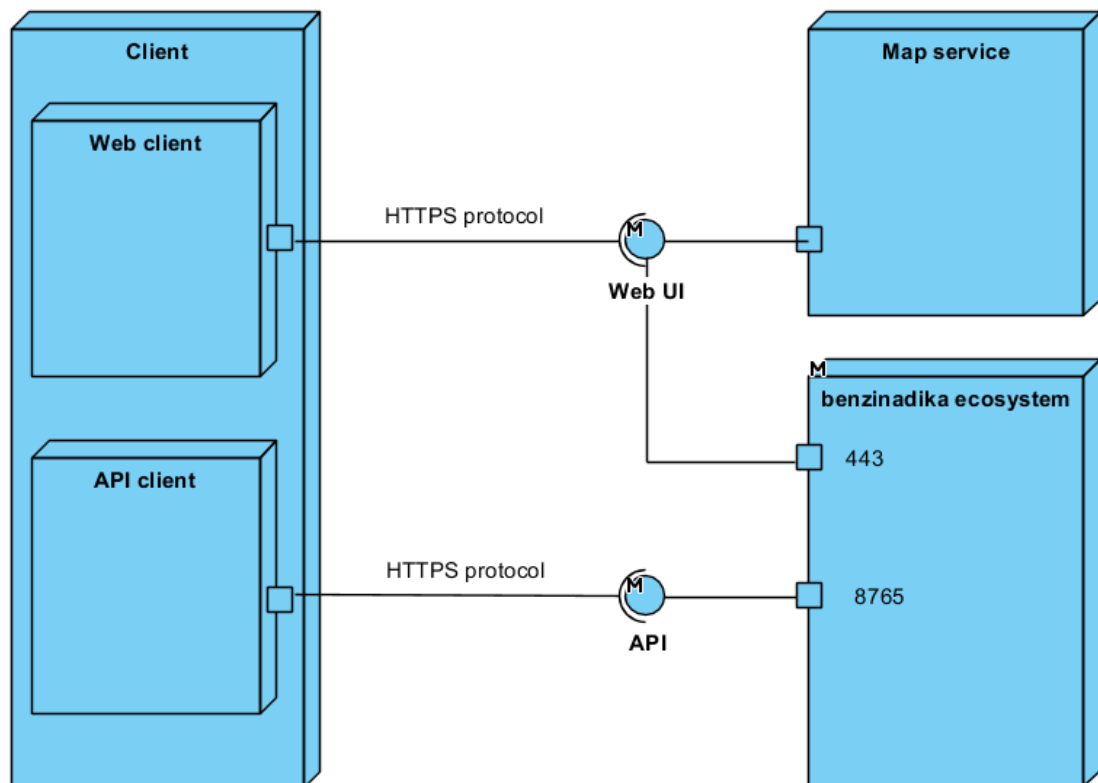 Client
Map service
Web client
HTTPS protocol
M
Web UI
M
benzinadika ecosystem
443
API client
HTTPS protocol
M
8765
API